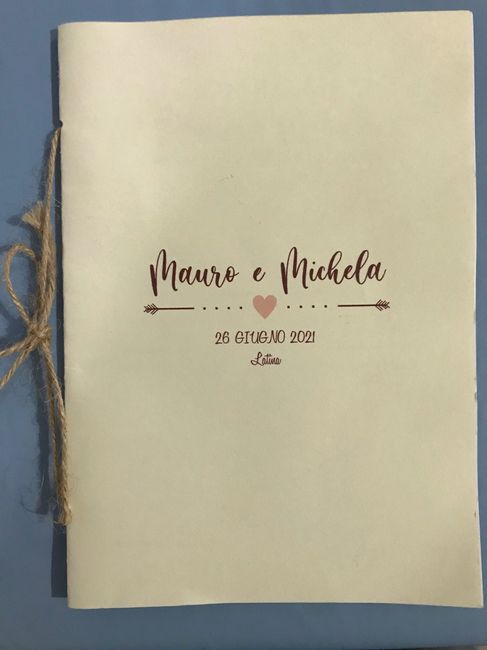 Mauro e Michela
26 GIUGNO 2021
Latina